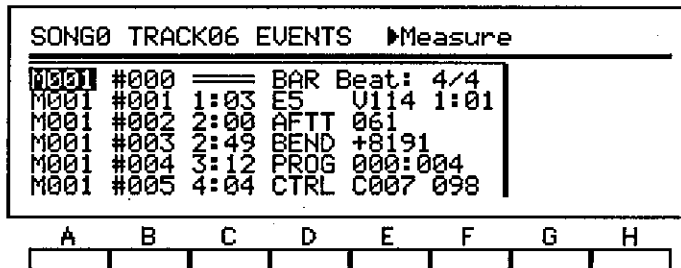 SONG0 TRACK06 EVENTS ▶Measure
M001 #000 ════ BAR Beat: 4/4
M001 #001 1:03 E5 V114 1:01
M001 #002 2:00 AFTT 061
M001 #003 2:49 BEND +8191
M001 #004 3:12 PROG 000:004
M001 #005 4:04 CTRL C007 098
A B C D E F G H